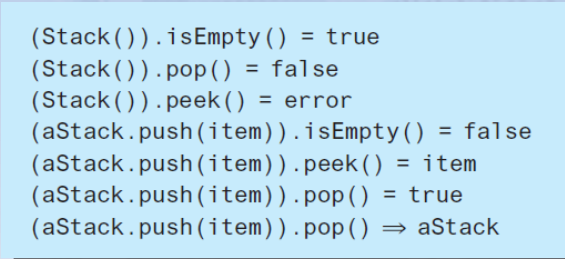 (Stack()).isEmpty() = true
(Stack()).pop() = false
(Stack()).peek() = error
(aStack.push(item)).isEmpty() = false
(aStack.push(item)).peek() = item
(aStack.push(item)).pop() = true
(aStack.push(item)).pop() ⇒ aStack